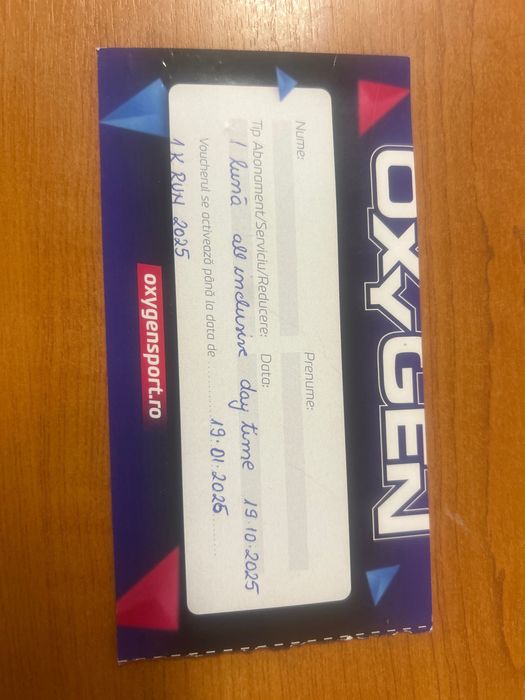 OXYGEN
Nume: Prenume:
Tip Abonament/Serviciu/Reducere: Data:
1 lună all inclusive day time 19.10.2025
Voucherul se activează până la data de ............19.01.2026........
1 K RUN 2025
oxygensport.ro